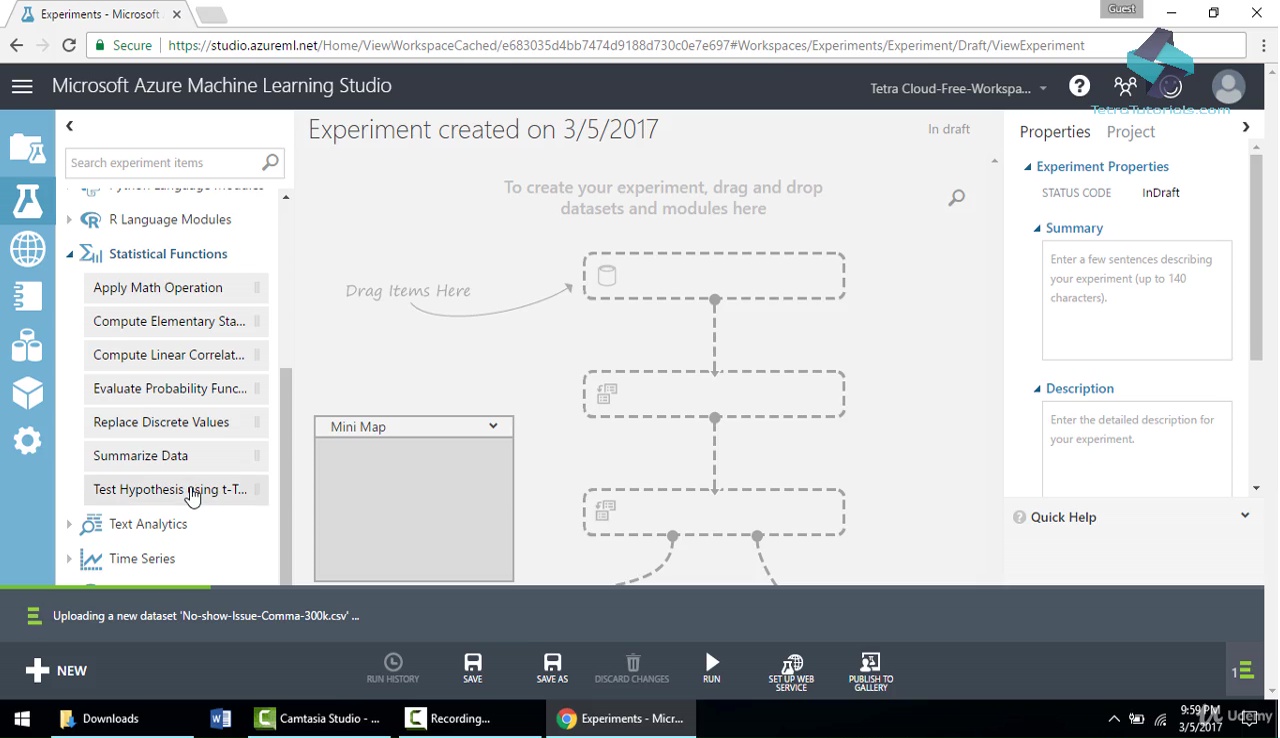 Experiments - Microsoft
Guest
Secure
https://studio.azureml.net/Home/ViewWorkspaceCached/e683035d4bb7474d9188d730c0e7e697#Workspaces/Experiments/Experiment/Draft/ViewExperiment
Microsoft Azure Machine Learning Studio
Tetra Cloud-Free-Workspa...
TetraTutorials.com
Search experiment items
Python Language Modules
R Language Modules
Statistical Functions
Apply Math Operation
Compute Elementary Sta...
Compute Linear Correlat...
Evaluate Probability Func...
Replace Discrete Values
Summarize Data
Test Hypothesis using t-T...
Text Analytics
Time Series
Experiment created on 3/5/2017
In draft
To create your experiment, drag and drop
datasets and modules here
Drag Items Here
Mini Map
Properties
Project
Experiment Properties
STATUS CODE
InDraft
Summary
Enter a few sentences describing
your experiment (up to 140
characters).
Description
Enter the detailed description for
your experiment.
Quick Help
Uploading a new dataset 'No-show-Issue-Comma-300k.csv' ...
NEW
RUN HISTORY
SAVE
SAVE AS
DISCARD CHANGES
RUN
SET UP WEB
SERVICE
PUBLISH TO
GALLERY
1
Downloads
Camtasia Studio - ...
Recording...
Experiments - Micr...
9:59 PM
3/5/2017
Udemy